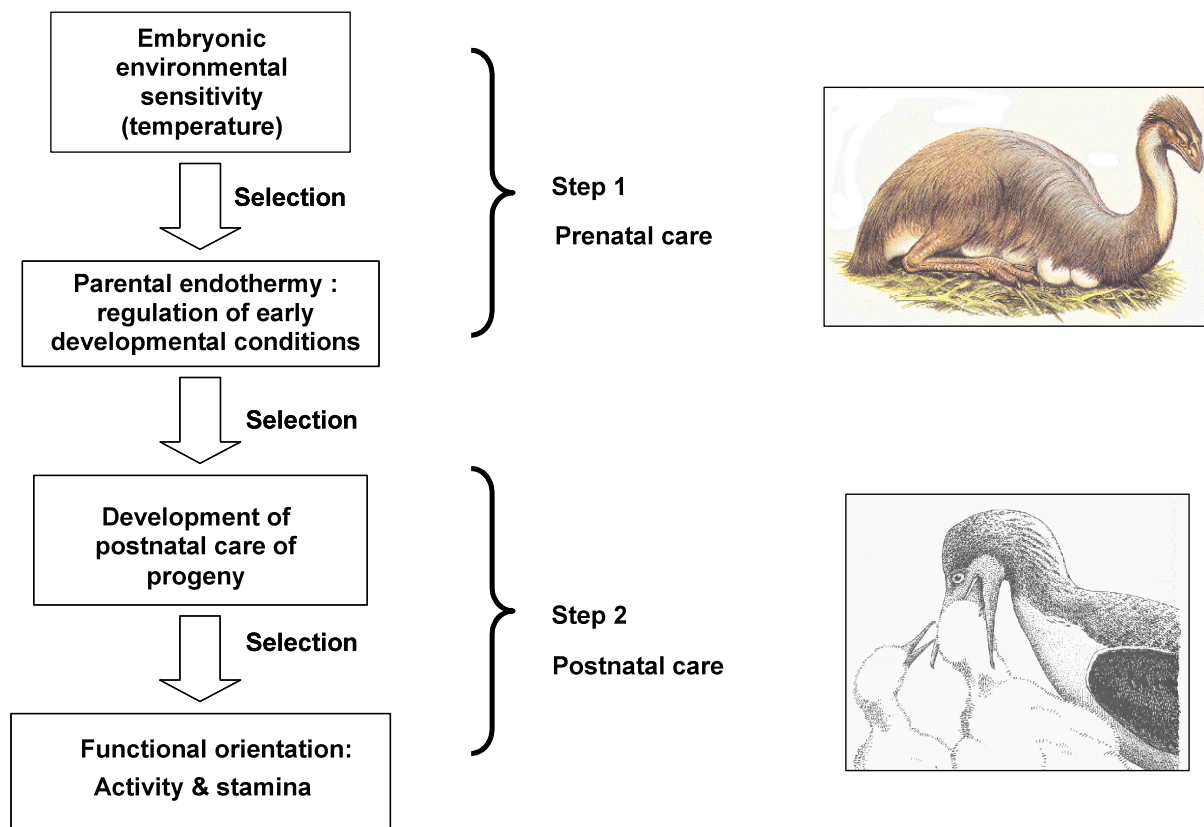 Embryonic
environmental
sensitivity
(temperature)
Selection
Step 1
Prenatal care
Parental endothermy :
regulation of early
developmental conditions
Selection
Development of
postnatal care of
progeny
Selection
Step 2
Postnatal care
Functional orientation:
Activity & stamina